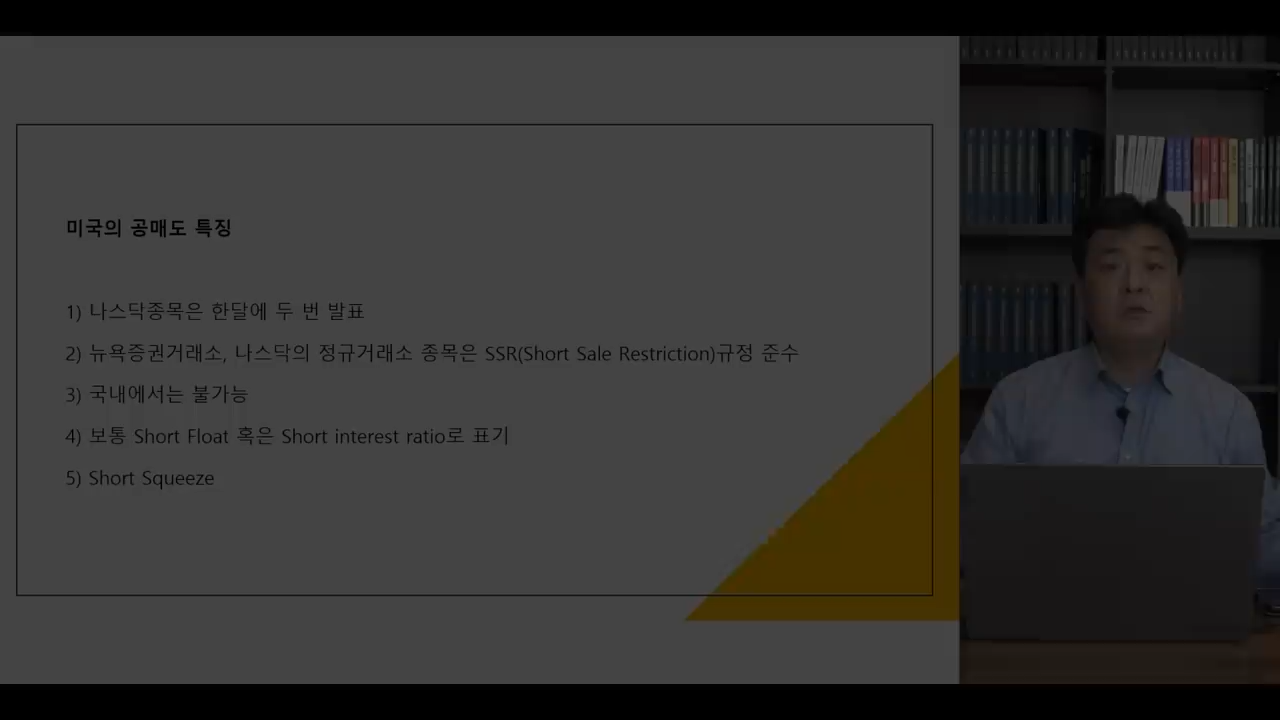 미국의 공매도 특징
1) 나스닥종목은 한달에 두 번 발표
2) 뉴욕증권거래소, 나스닥의 정규거래소 종목은 SSR(Short Sale Restriction)규정 준수
3) 국내에서는 불가능
4) 보통 Short Float 혹은 Short interest ratio로 표기
5) Short Squeeze